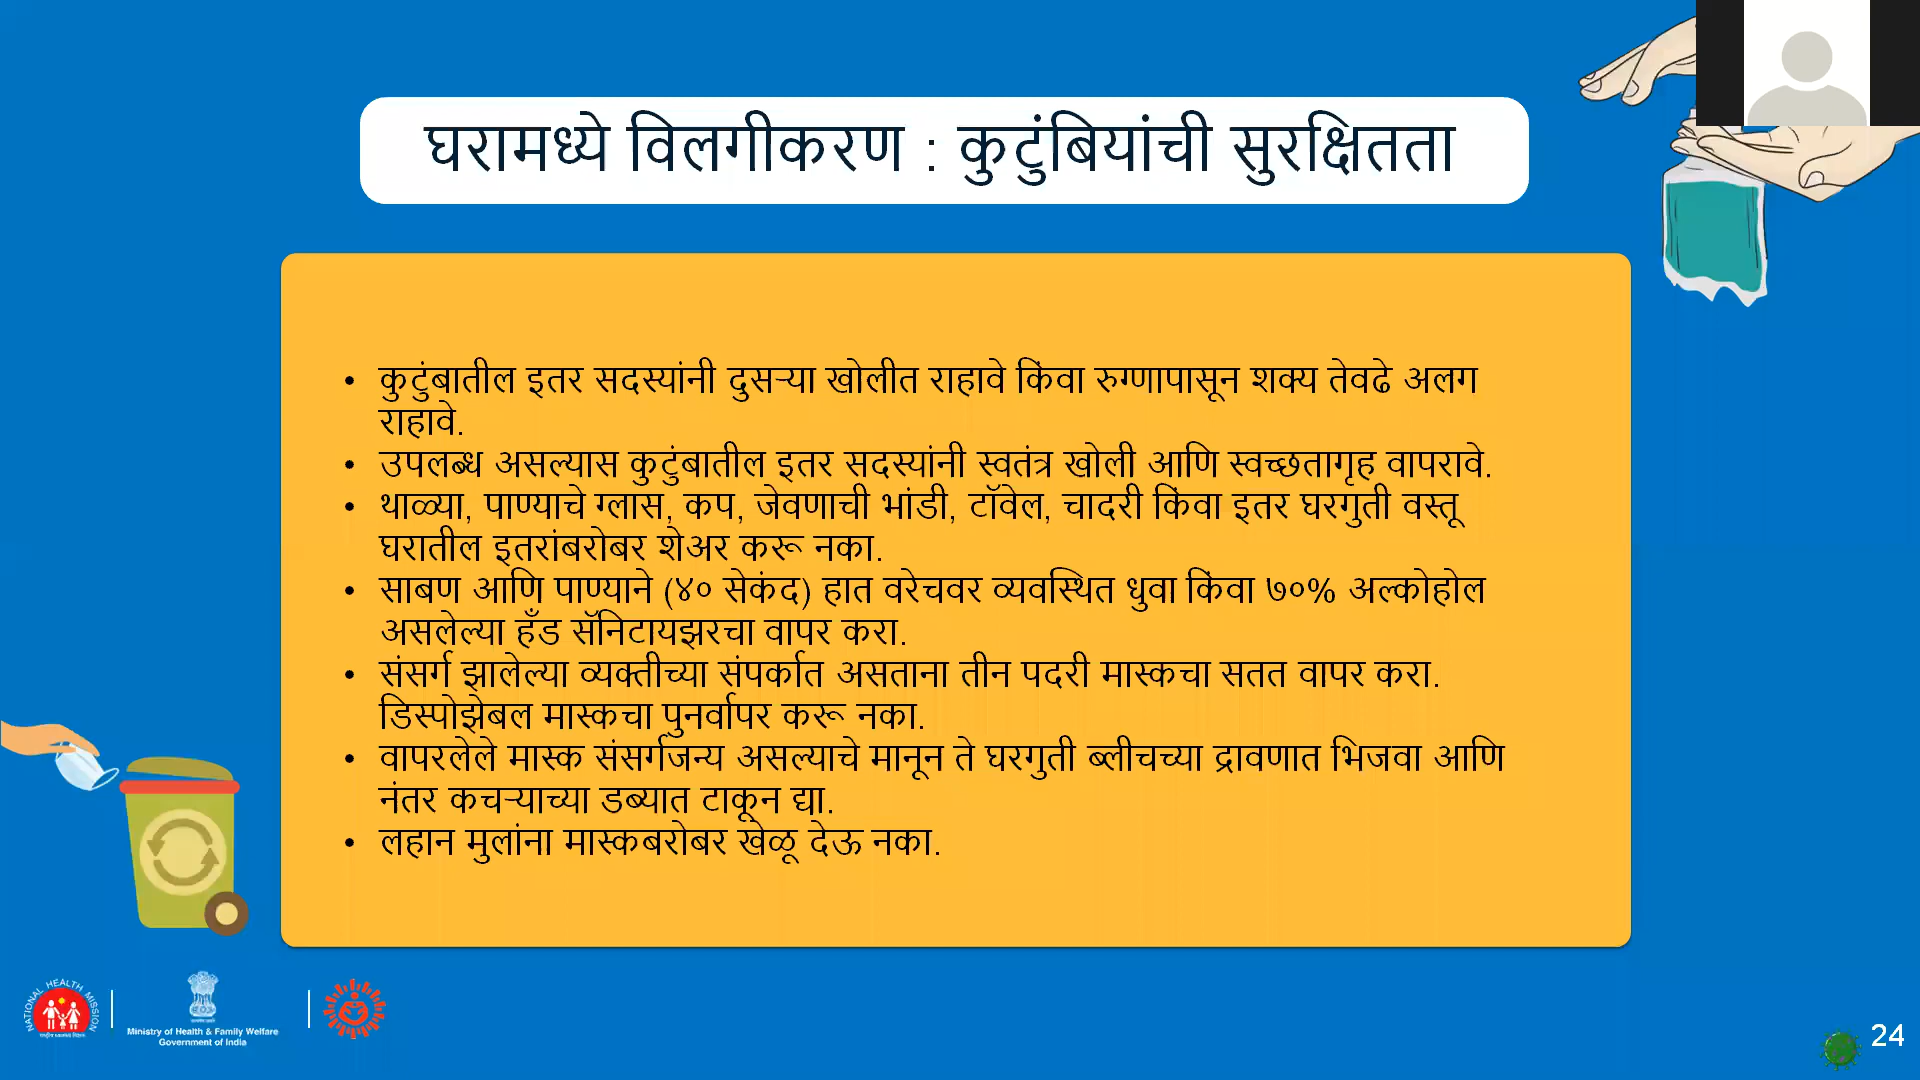 घरामध्ये विलगीकरण : कुटुंबियांची सुरक्षितता
• कुटुंबातील इतर सदस्यांनी दुसऱ्या खोलीत राहावे किंवा रुग्णापासून शक्य तेवढे अलग
राहावे.
• उपलब्ध असल्यास कुटुंबातील इतर सदस्यांनी स्वतंत्र खोली आणि स्वच्छतागृह वापरावे.
• थाळ्या, पाण्याचे ग्लास, कप, जेवणाची भांडी, टॉवेल, चादरी किंवा इतर घरगुती वस्तू
घरातील इतरांबरोबर शेअर करू नका.
• साबण आणि पाण्याने (४० सेकंद) हात वरेचवर व्यवस्थित धुवा किंवा ७०% अल्कोहोल
असलेल्या हँड सॅनिटायझरचा वापर करा.
• संसर्ग झालेल्या व्यक्तीच्या संपर्कात असताना तीन पदरी मास्कचा सतत वापर करा.
डिस्पोझेबल मास्कचा पुनर्वापर करू नका.
• वापरलेले मास्क संसर्गजन्य असल्याचे मानून ते घरगुती ब्लीचच्या द्रावणात भिजवा आणि
नंतर कचऱ्याच्या डब्यात टाकून द्या.
• लहान मुलांना मास्कबरोबर खेळू देऊ नका.
NATIONAL HEALTH MISSION
Ministry of Health & Family Welfare
Government of India
24